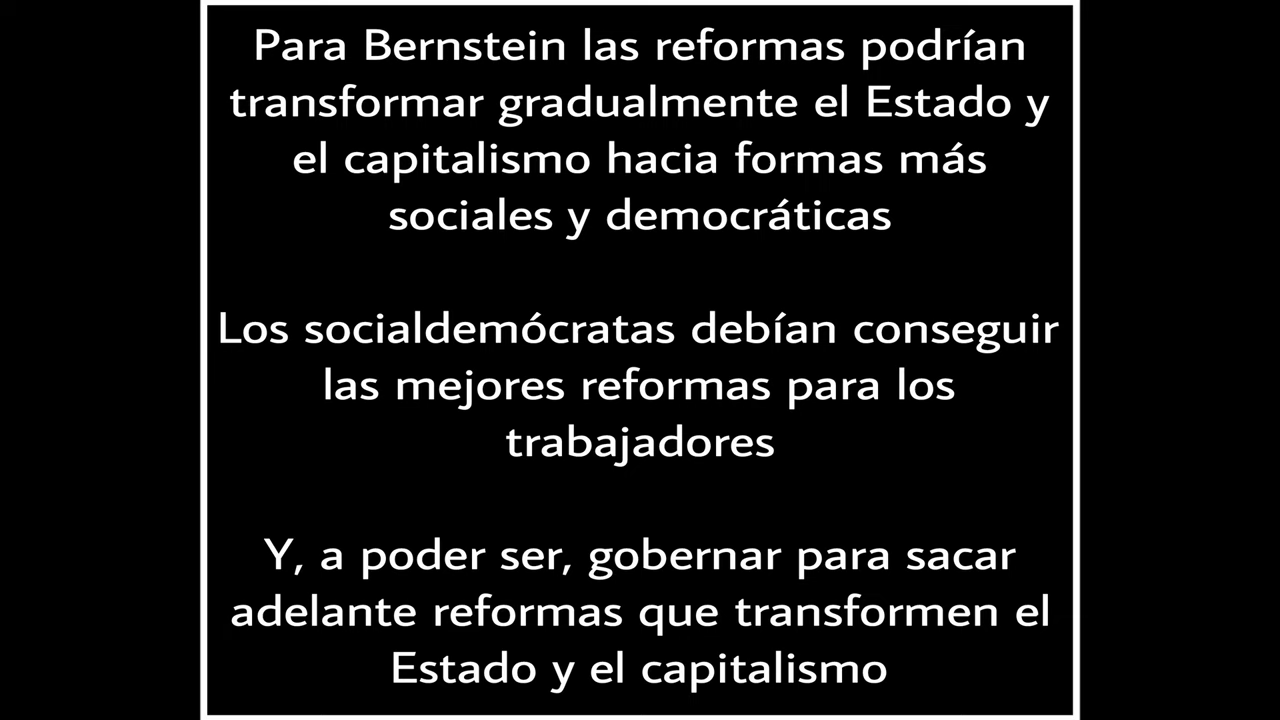 Para Bernstein las reformas podrían
transformar gradualmente el Estado y
el capitalismo hacia formas más
sociales y democráticas
Los socialdemócratas debían conseguir
las mejores reformas para los
trabajadores
Y, a poder ser, gobernar para sacar
adelante reformas que transformen el
Estado y el capitalismo